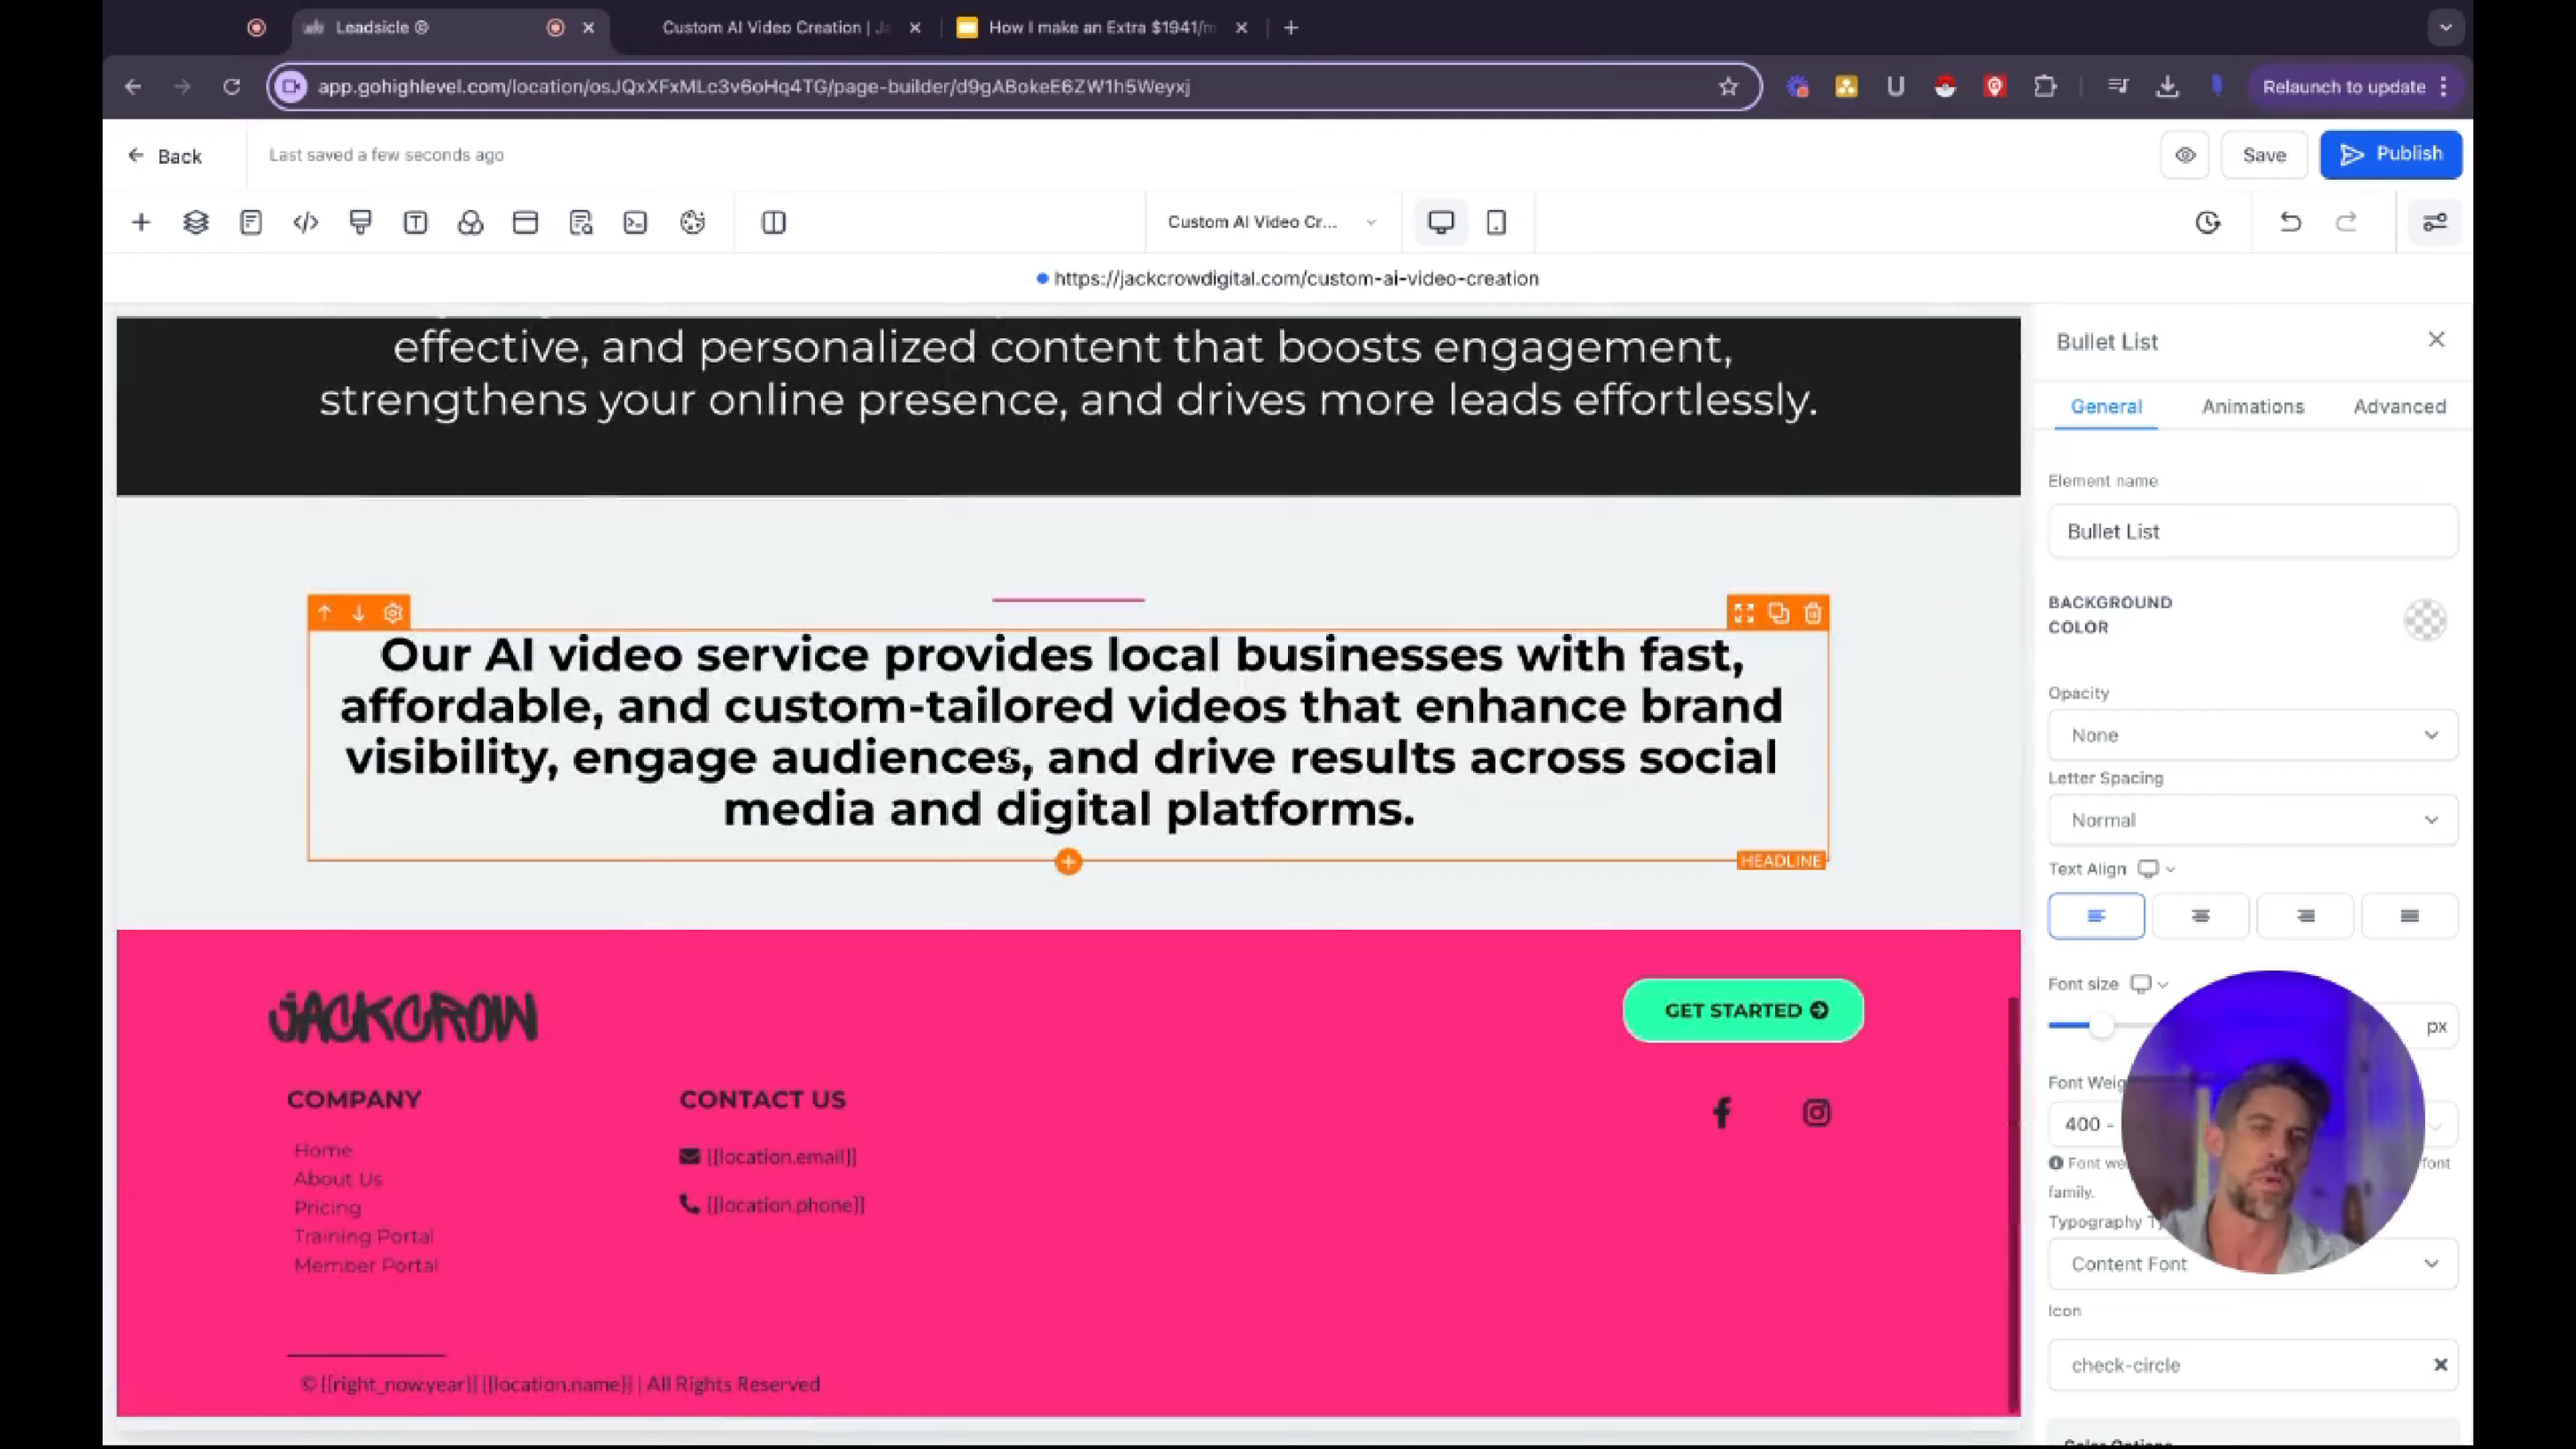 Leadsicle ®
Custom AI Video Creation | Ja
How I make an Extra $1941/m
app.gohighlevel.com/location/osJQxXFxMLc3v6oHq4TG/page-builder/d9gABokeE6ZW1h5Weyxj
U
Relaunch to update
Back
Last saved a few seconds ago
Save
Publish
Custom AI Video Cr...
https://jackcrowdigital.com/custom-ai-video-creation
effective, and personalized content that boosts engagement,
strengthens your online presence, and drives more leads effortlessly.
Our AI video service provides local businesses with fast,
affordable, and custom-tailored videos that enhance brand
visibility, engage audiences, and drive results across social
media and digital platforms.
HEADLINE
JACKCROW
GET STARTED
COMPANY
Home
About Us
Pricing
Training Portal
Member Portal
CONTACT US
{{location.email}}
{{location.phone}}
© {{right_now.year}} {{location.name}} | All Rights Reserved
Bullet List
General
Animations
Advanced
Element name
Bullet List
BACKGROUND
COLOR
Opacity
None
Letter Spacing
Normal
Text Align
Font size
px
Font Weig
400 -
Font we font
family.
Typography T
Content Font
Icon
check-circle